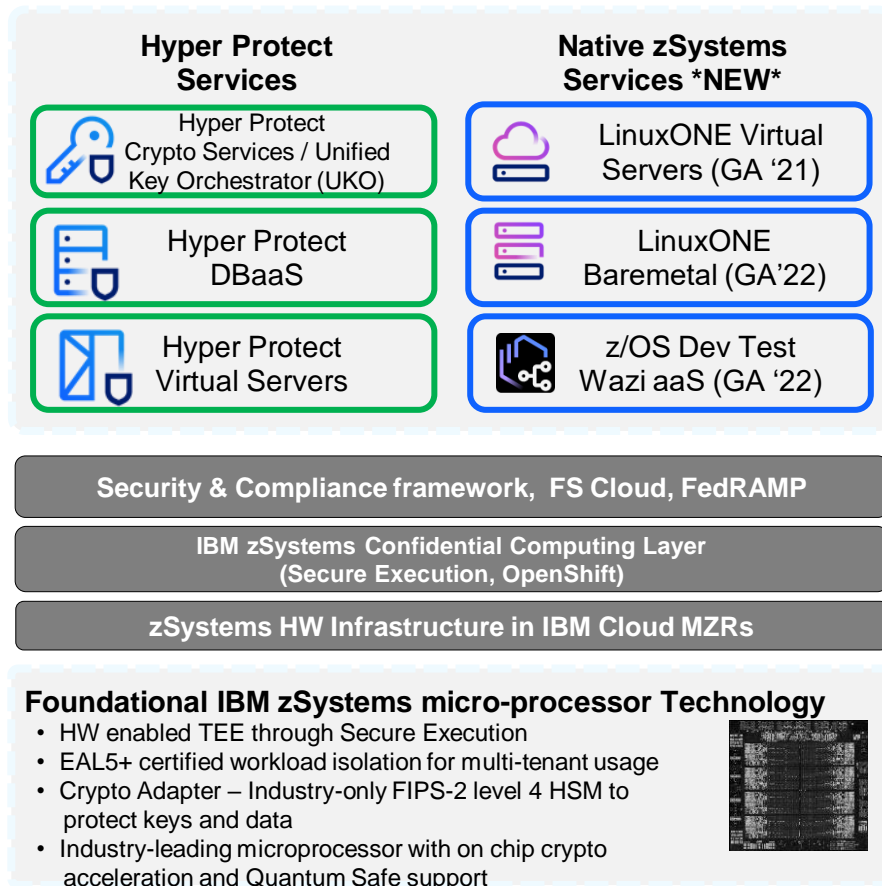 Hyper Protect
Services
Hyper Protect
Crypto Services / Unified
Key Orchestrator (UKO)
Hyper Protect
DBaaS
Hyper Protect
Virtual Servers
Native zSystems
Services *NEW*
LinuxONE Virtual
Servers (GA ‘21)
LinuxONE
Baremetal (GA’22)
z/OS Dev Test
Wazi aaS (GA ‘22)
Security & Compliance framework, FS Cloud, FedRAMP
IBM zSystems Confidential Computing Layer
(Secure Execution, OpenShift)
zSystems HW Infrastructure in IBM Cloud MZRs
Foundational IBM zSystems micro-processor Technology
• HW enabled TEE through Secure Execution
• EAL5+ certified workload isolation for multi-tenant usage
• Crypto Adapter – Industry-only FIPS-2 level 4 HSM to
protect keys and data
• Industry-leading microprocessor with on chip crypto
acceleration and Quantum Safe support